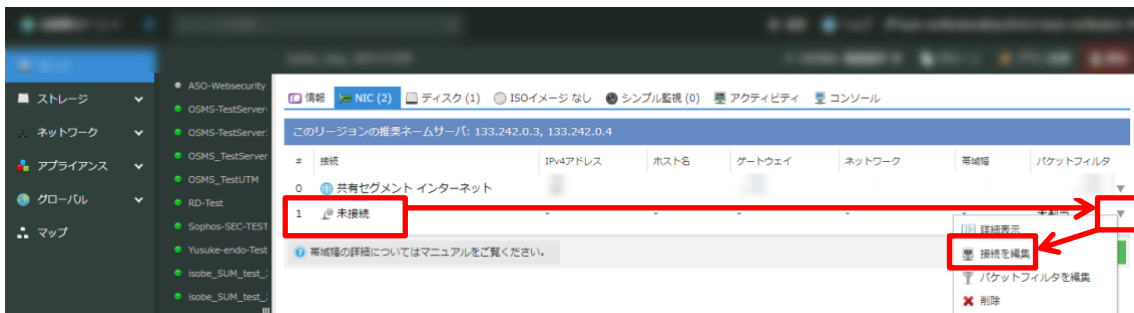 ストレージ
ネットワーク
アプライアンス
グローバル
マップ
ASO-Websecurity
OSMS-TestServer-
OSMS-TestServer
OSMS_TestServer
OSMS_TestUTM
RD-Test
Sophos-SEC-TEST
Yusuke-endo-Test
isobe_SUM_test_
isobe_SUM_test_
情報 NIC (2) ディスク (1) ISOイメージ なし シンプル監視 (0) アクティビティ コンソール
このリージョンの推奨ネームサーバ: 133.242.0.3, 133.242.0.4
# 接続 IPv4アドレス ホスト名 ゲートウェイ ネットワーク 帯域幅 パケットフィルタ
0 共有セグメント インターネット
1 未接続 - - - - -
帯域幅の詳細についてはマニュアルをご覧ください。
詳細表示
接続を編集
パケットフィルタを編集
削除